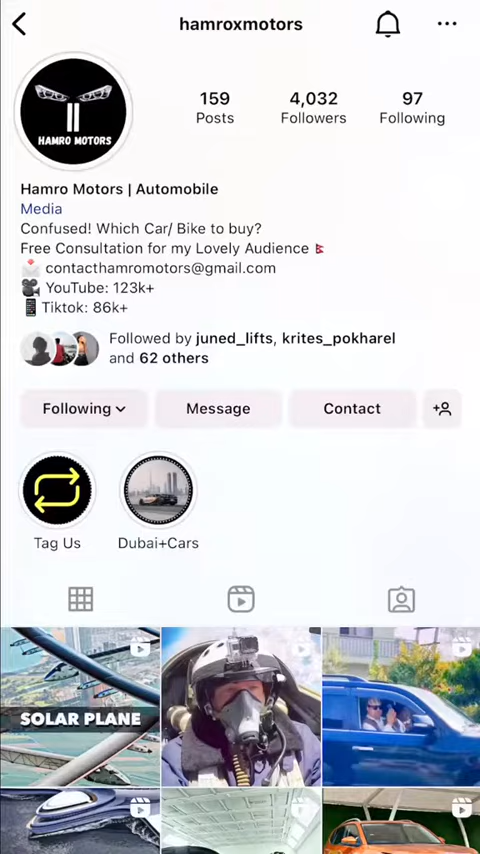 hamroxmotors
HAMRO MOTORS
159 4,032 97
Posts Followers Following
Hamro Motors | Automobile
Media
Confused! Which Car/ Bike to buy?
Free Consultation for my Lovely Audience 🇳🇵
📩 contacthamromotors@gmail.com
🎥 YouTube: 123k+
📱 Tiktok: 86k+
Followed by juned_lifts, krites_pokharel
and 62 others
Following Message Contact
Tag Us Dubai+Cars
SOLAR PLANE